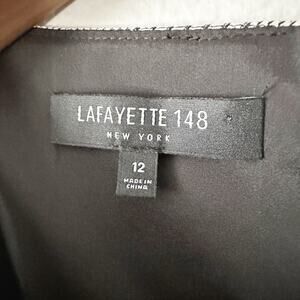 LAFAYETTE 148
NEW YORK
12
MADE IN
CHINA